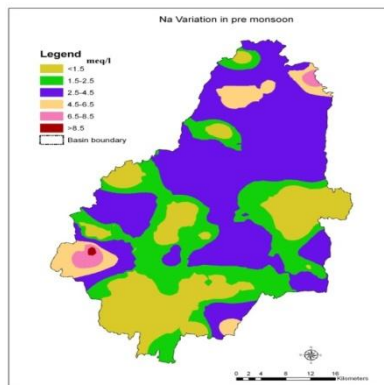 Na Variation in pre monsoon
Legend
meq/l
<1.5
1.5-2.5
2.5-4.5
4.5-6.5
6.5-8.5
>8.5
Basin boundary
0 2 4 8 12 16
Kilometers